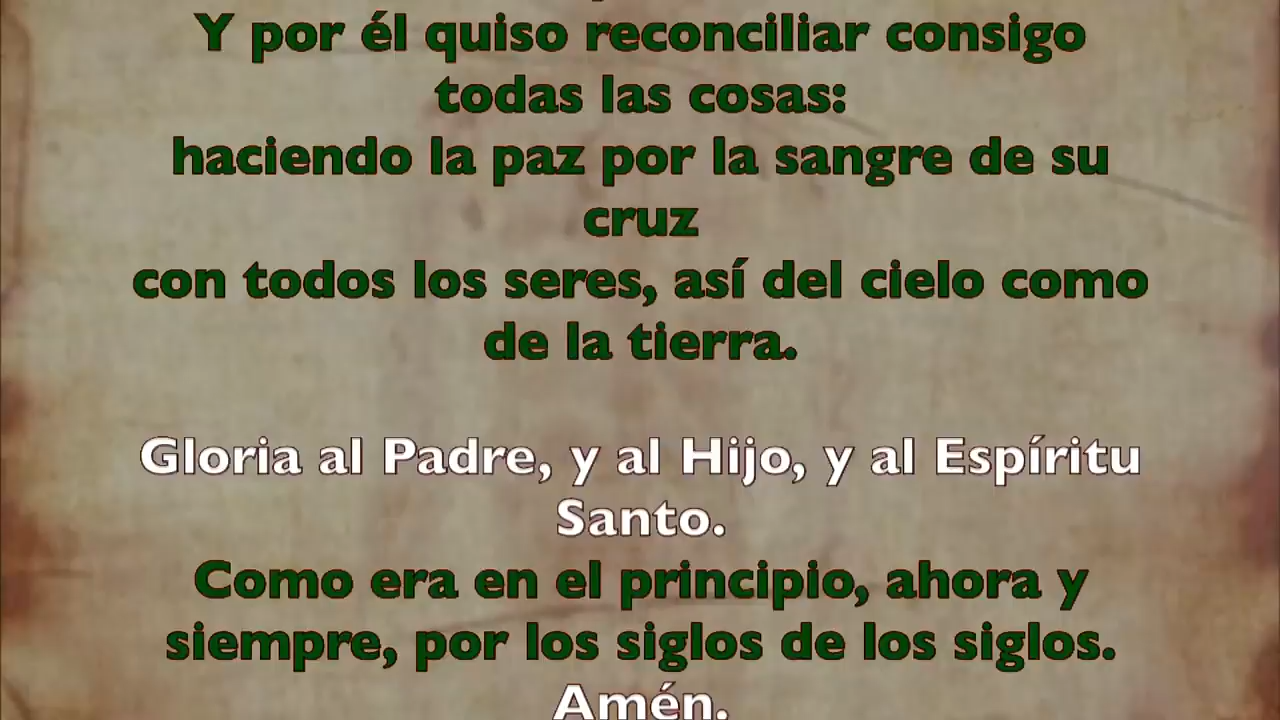 Y por él quiso reconciliar consigo
todas las cosas:
haciendo la paz por la sangre de su
cruz
con todos los seres, así del cielo como
de la tierra.
Gloria al Padre, y al Hijo, y al Espíritu
Santo.
Como era en el principio, ahora y
siempre, por los siglos de los siglos.
Amén.